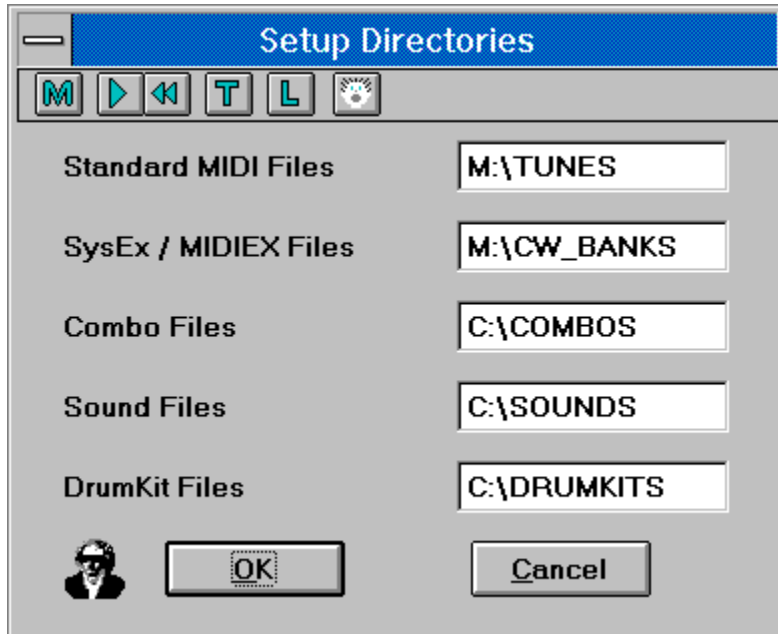 Setup Directories
M T L
Standard MIDI Files M:\TUNES
SysEx / MIDIEX Files M:\CW_BANKS
Combo Files C:\COMBOS
Sound Files C:\SOUNDS
DrumKit Files C:\DRUMKITS
OK Cancel